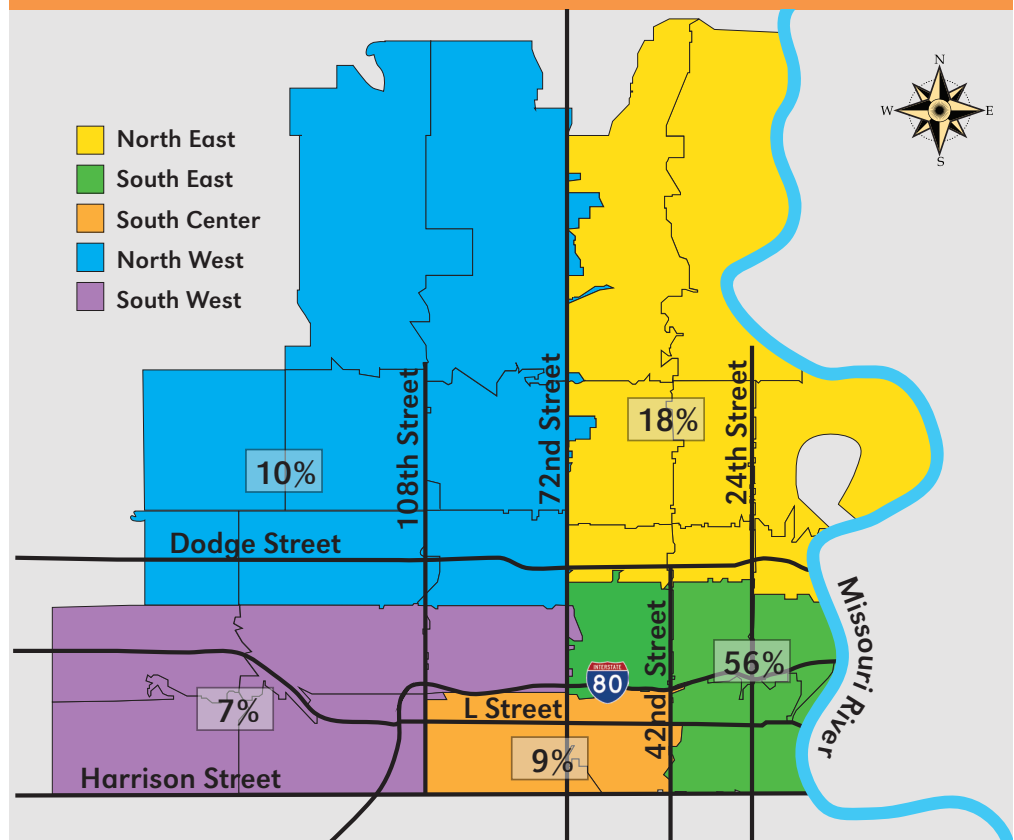 N
W
E
S
North East
South East
South Center
North West
South West
108th Street
72nd Street
24th Street
18%
10%
Dodge Street
Missouri River
42nd Street
56%
INTERSTATE
80
7%
L Street
9%
Harrison Street